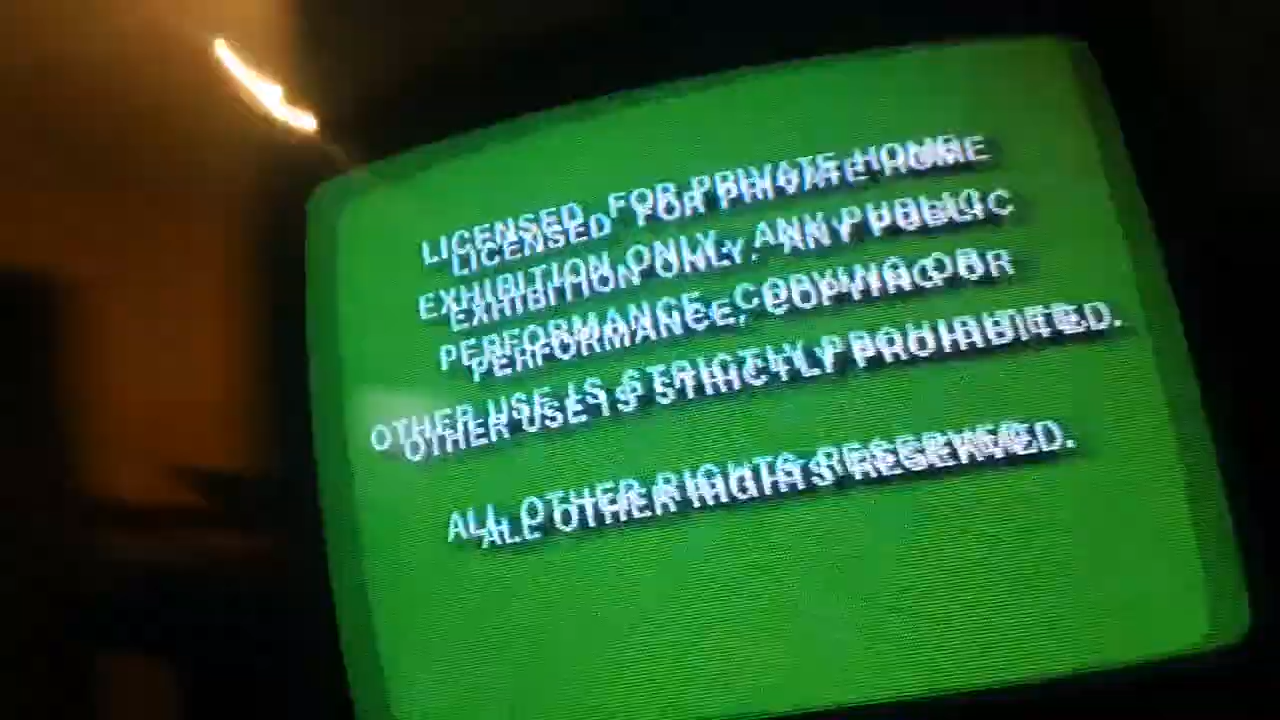 LICENSED FOR PRIVATE HOME
EXHIBITION ONLY, ANY PUBLIC
PERFORMANCE, COPYING OR
OTHER USE IS STRICTLY PROHIBITED.
ALL OTHER RIGHTS RESERVED.